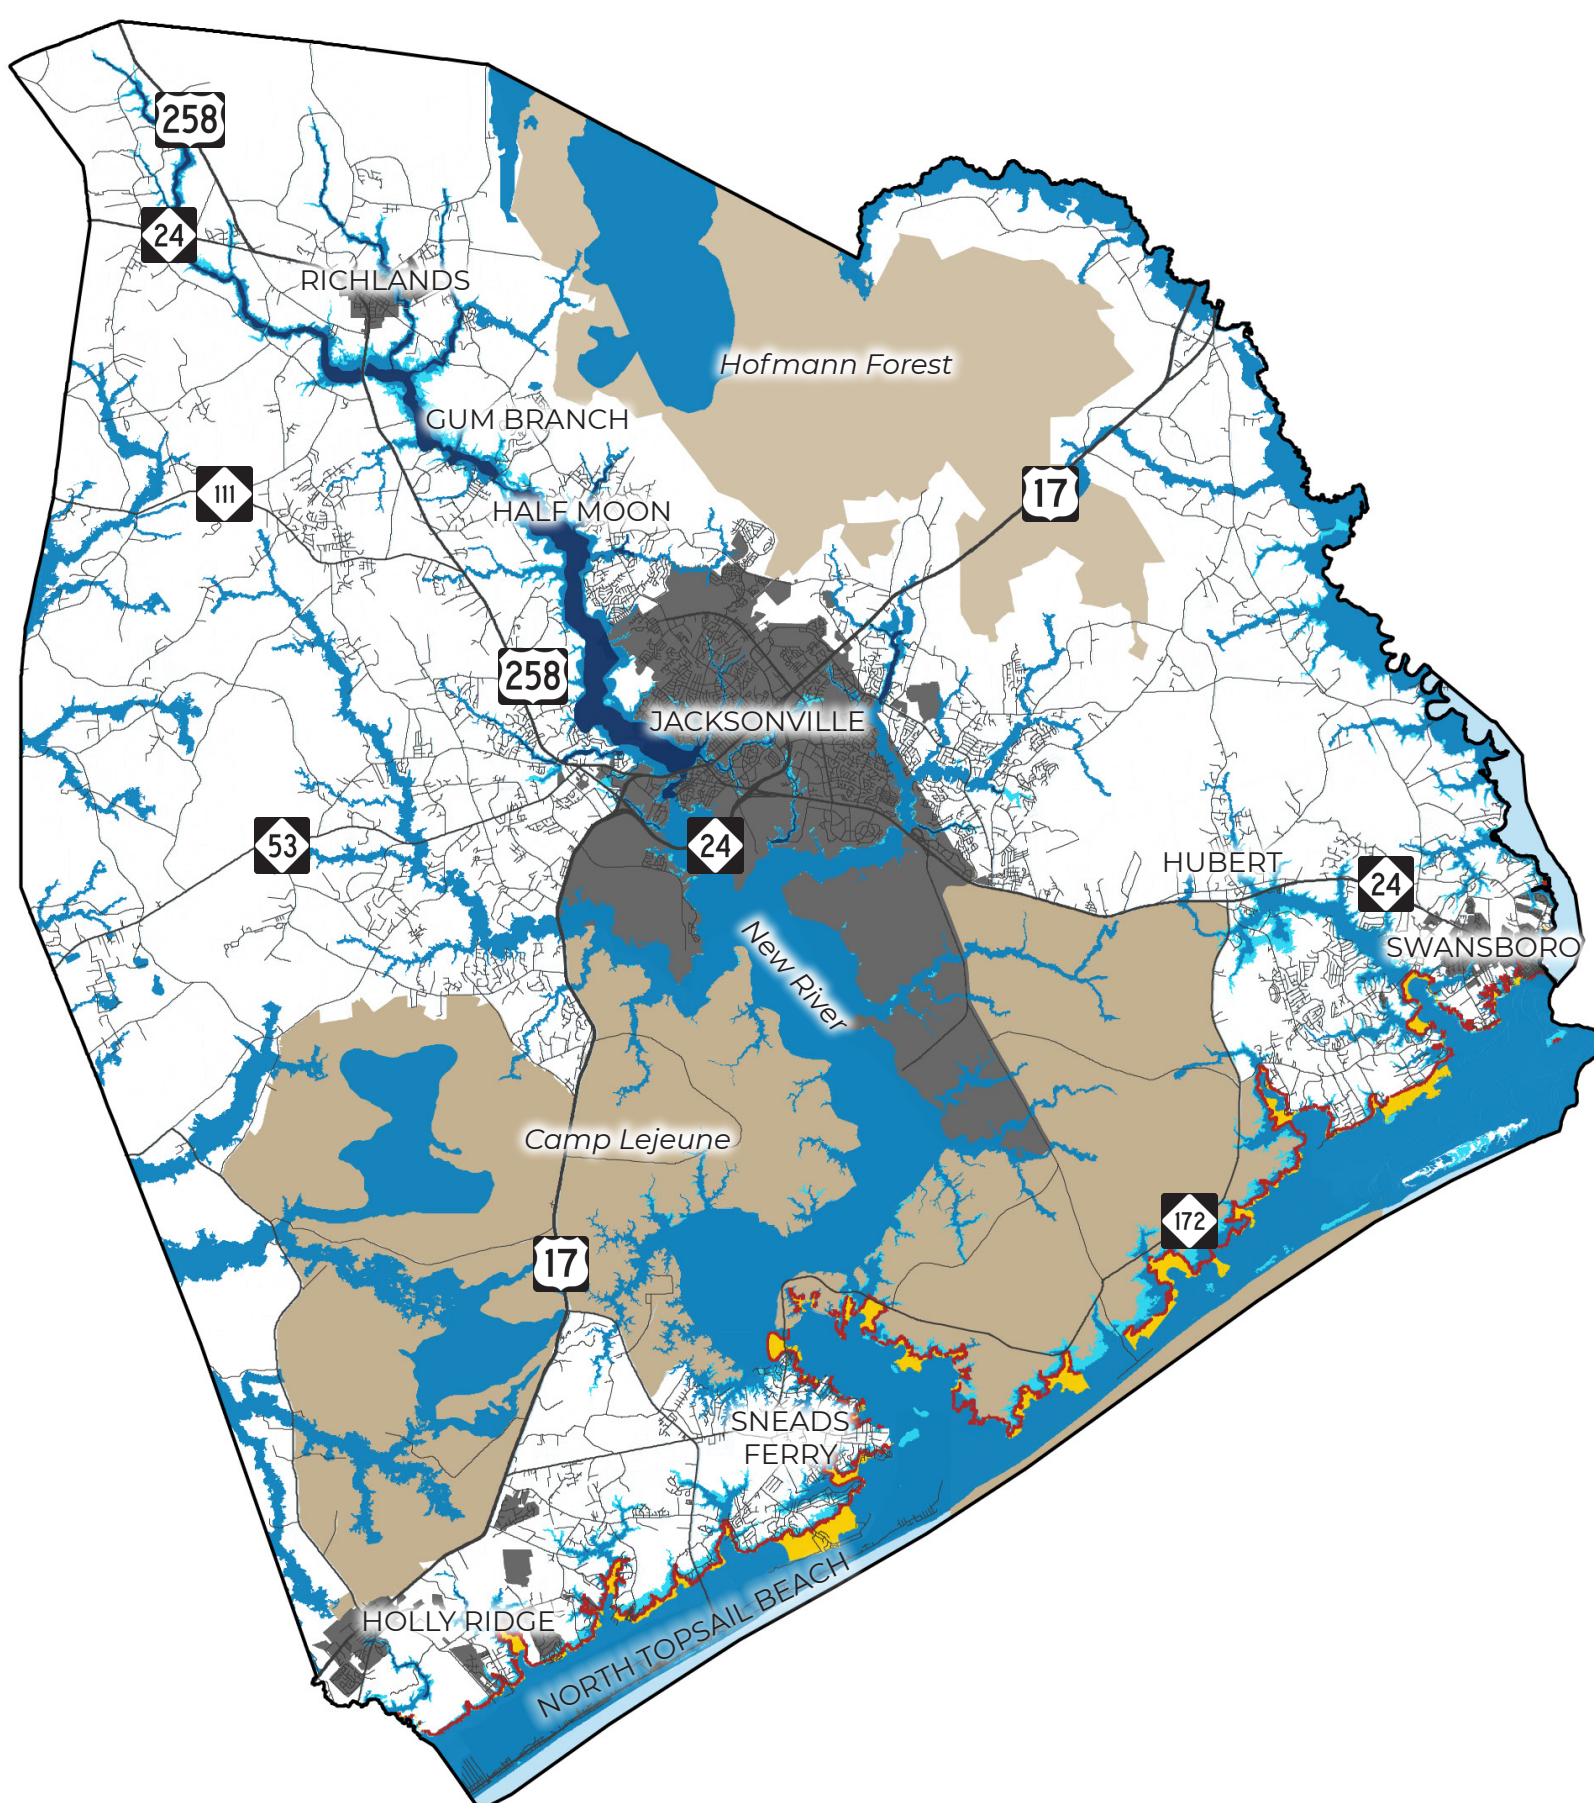 258
24
RICHLANDS
Hofmann Forest
GUM BRANCH
111
17
HALF MOON
258
JACKSONVILLE
53
24
HUBERT
24
SWANSBORO
New River
Camp Lejeune
172
17
SNEADS
FERRY
HOLLY RIDGE
NORTH TOPSAIL BEACH